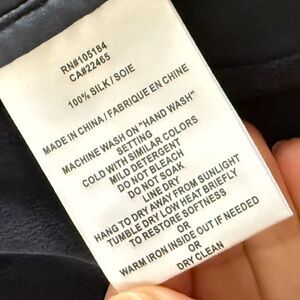 RN#105184
CA#22465
100% SILK/SOIE
MADE IN CHINA / FABRIQUE EN CHINE
MACHINE WASH ON "HAND WASH"
SETTING
COLD WITH SIMILAR COLORS
MILD DETERGENT
DO NOT BLEACH
DO NOT SOAK
LINE DRY
HANG TO DRY AWAY FROM SUNLIGHT
TUMBLE DRY LOW HEAT BRIEFLY
TO RESTORE SOFTNESS
OR
WARM IRON INSIDE OUT IF NEEDED
OR
DRY CLEAN